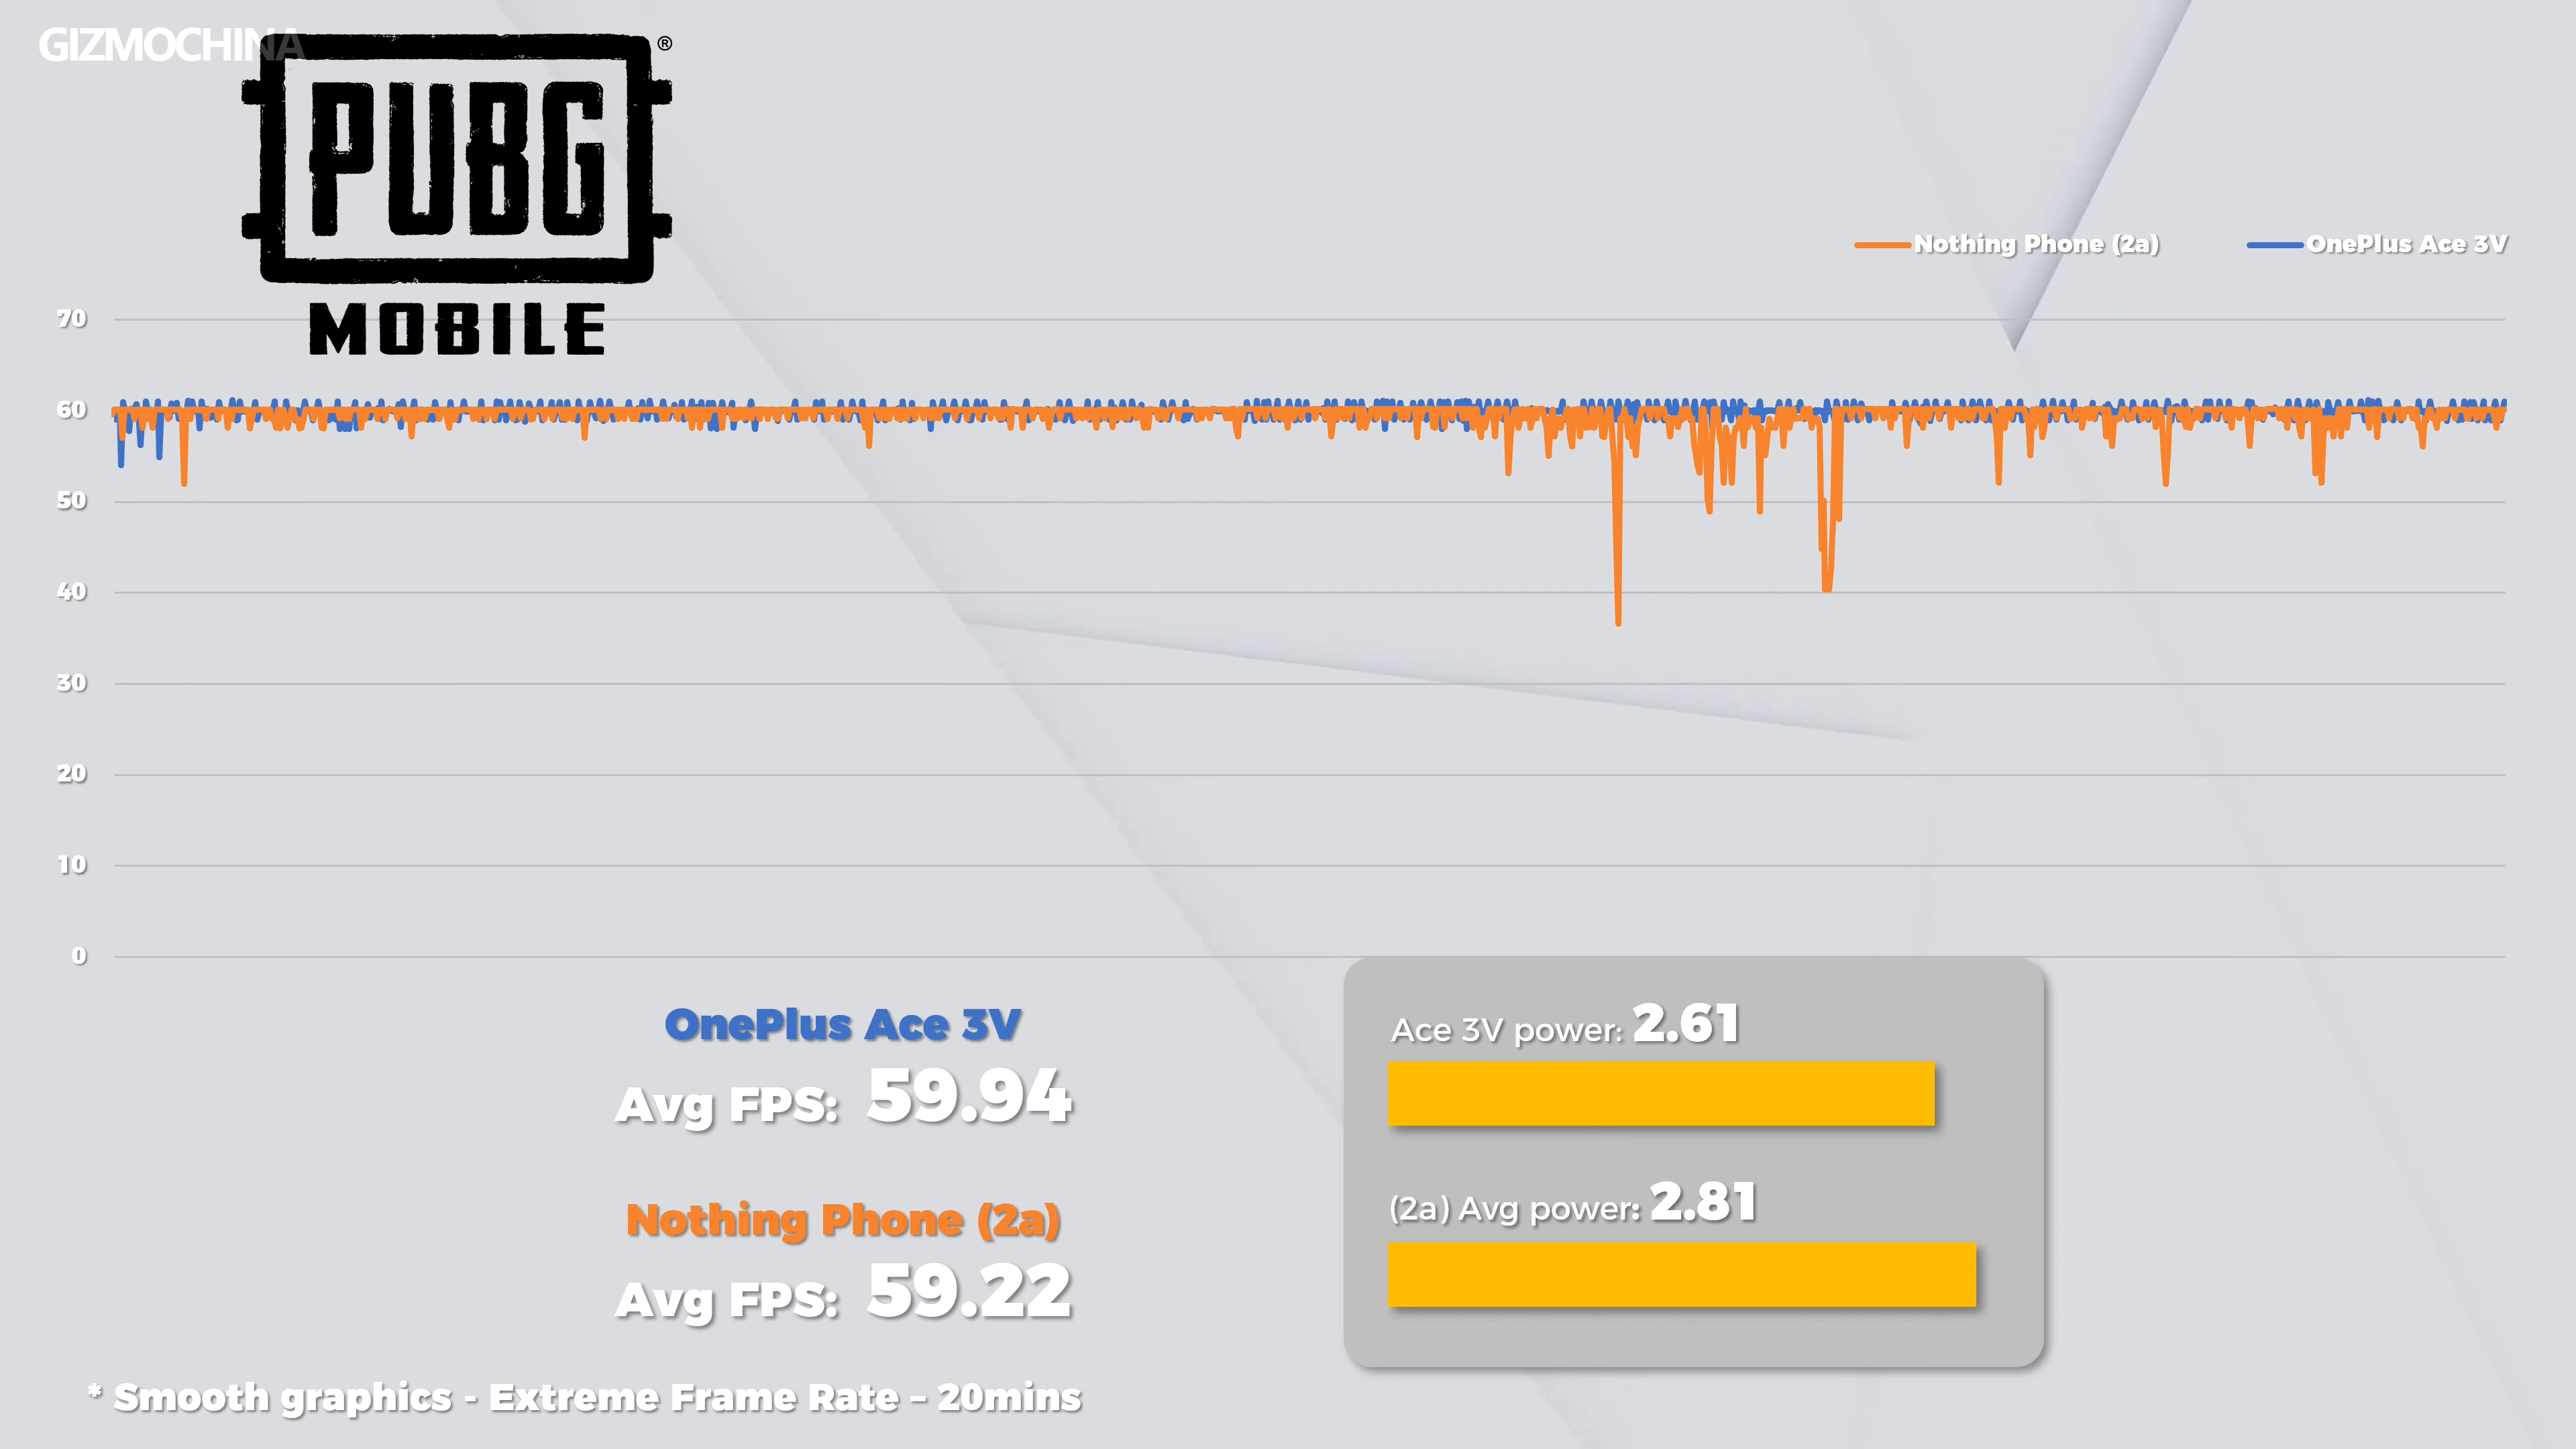 GIZMOCHINA
PUBG®
MOBILE
Nothing Phone (2a) OnePlus Ace 3V
70
60
50
40
30
20
10
0
OnePlus Ace 3V
Avg FPS: 59.94
Nothing Phone (2a)
Avg FPS: 59.22
Ace 3V power: 2.61
(2a) Avg power: 2.81
* Smooth graphics - Extreme Frame Rate – 20mins